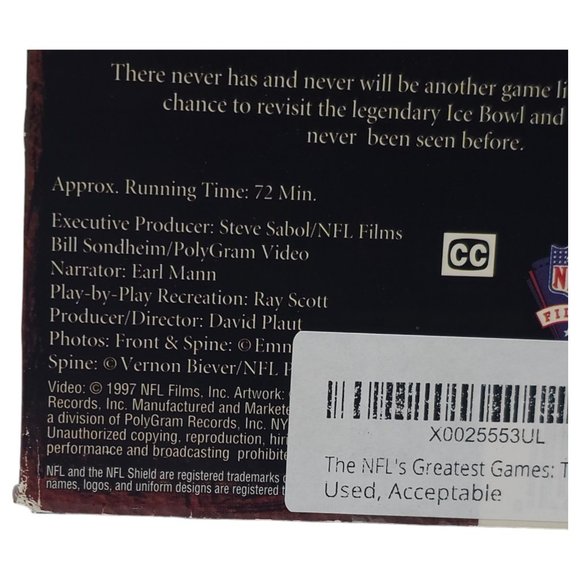 There never has and never will be another game li
chance to revisit the legendary Ice Bowl and
never been seen before.
Approx. Running Time: 72 Min.
Executive Producer: Steve Sabol/NFL Films
Bill Sondheim/PolyGram Video
Narrator: Earl Mann
Play-by-Play Recreation: Ray Scott
Producer/Director: David Plaut
Photos: Front & Spine: © Emn
Spine: © Vernon Biever/NFL P
CC
Video: © 1997 NFL Films, Inc. Artwork:
Records, Inc. Manufactured and Markete
a division of PolyGram Records, Inc. NY
Unauthorized copying, reproduction, hiri
performance and broadcasting prohibite
NFL and the NFL Shield are registered trademarks o
names, logos, and uniform designs are registered t
X0025553UL
The NFL's Greatest Games: T
Used, Acceptable